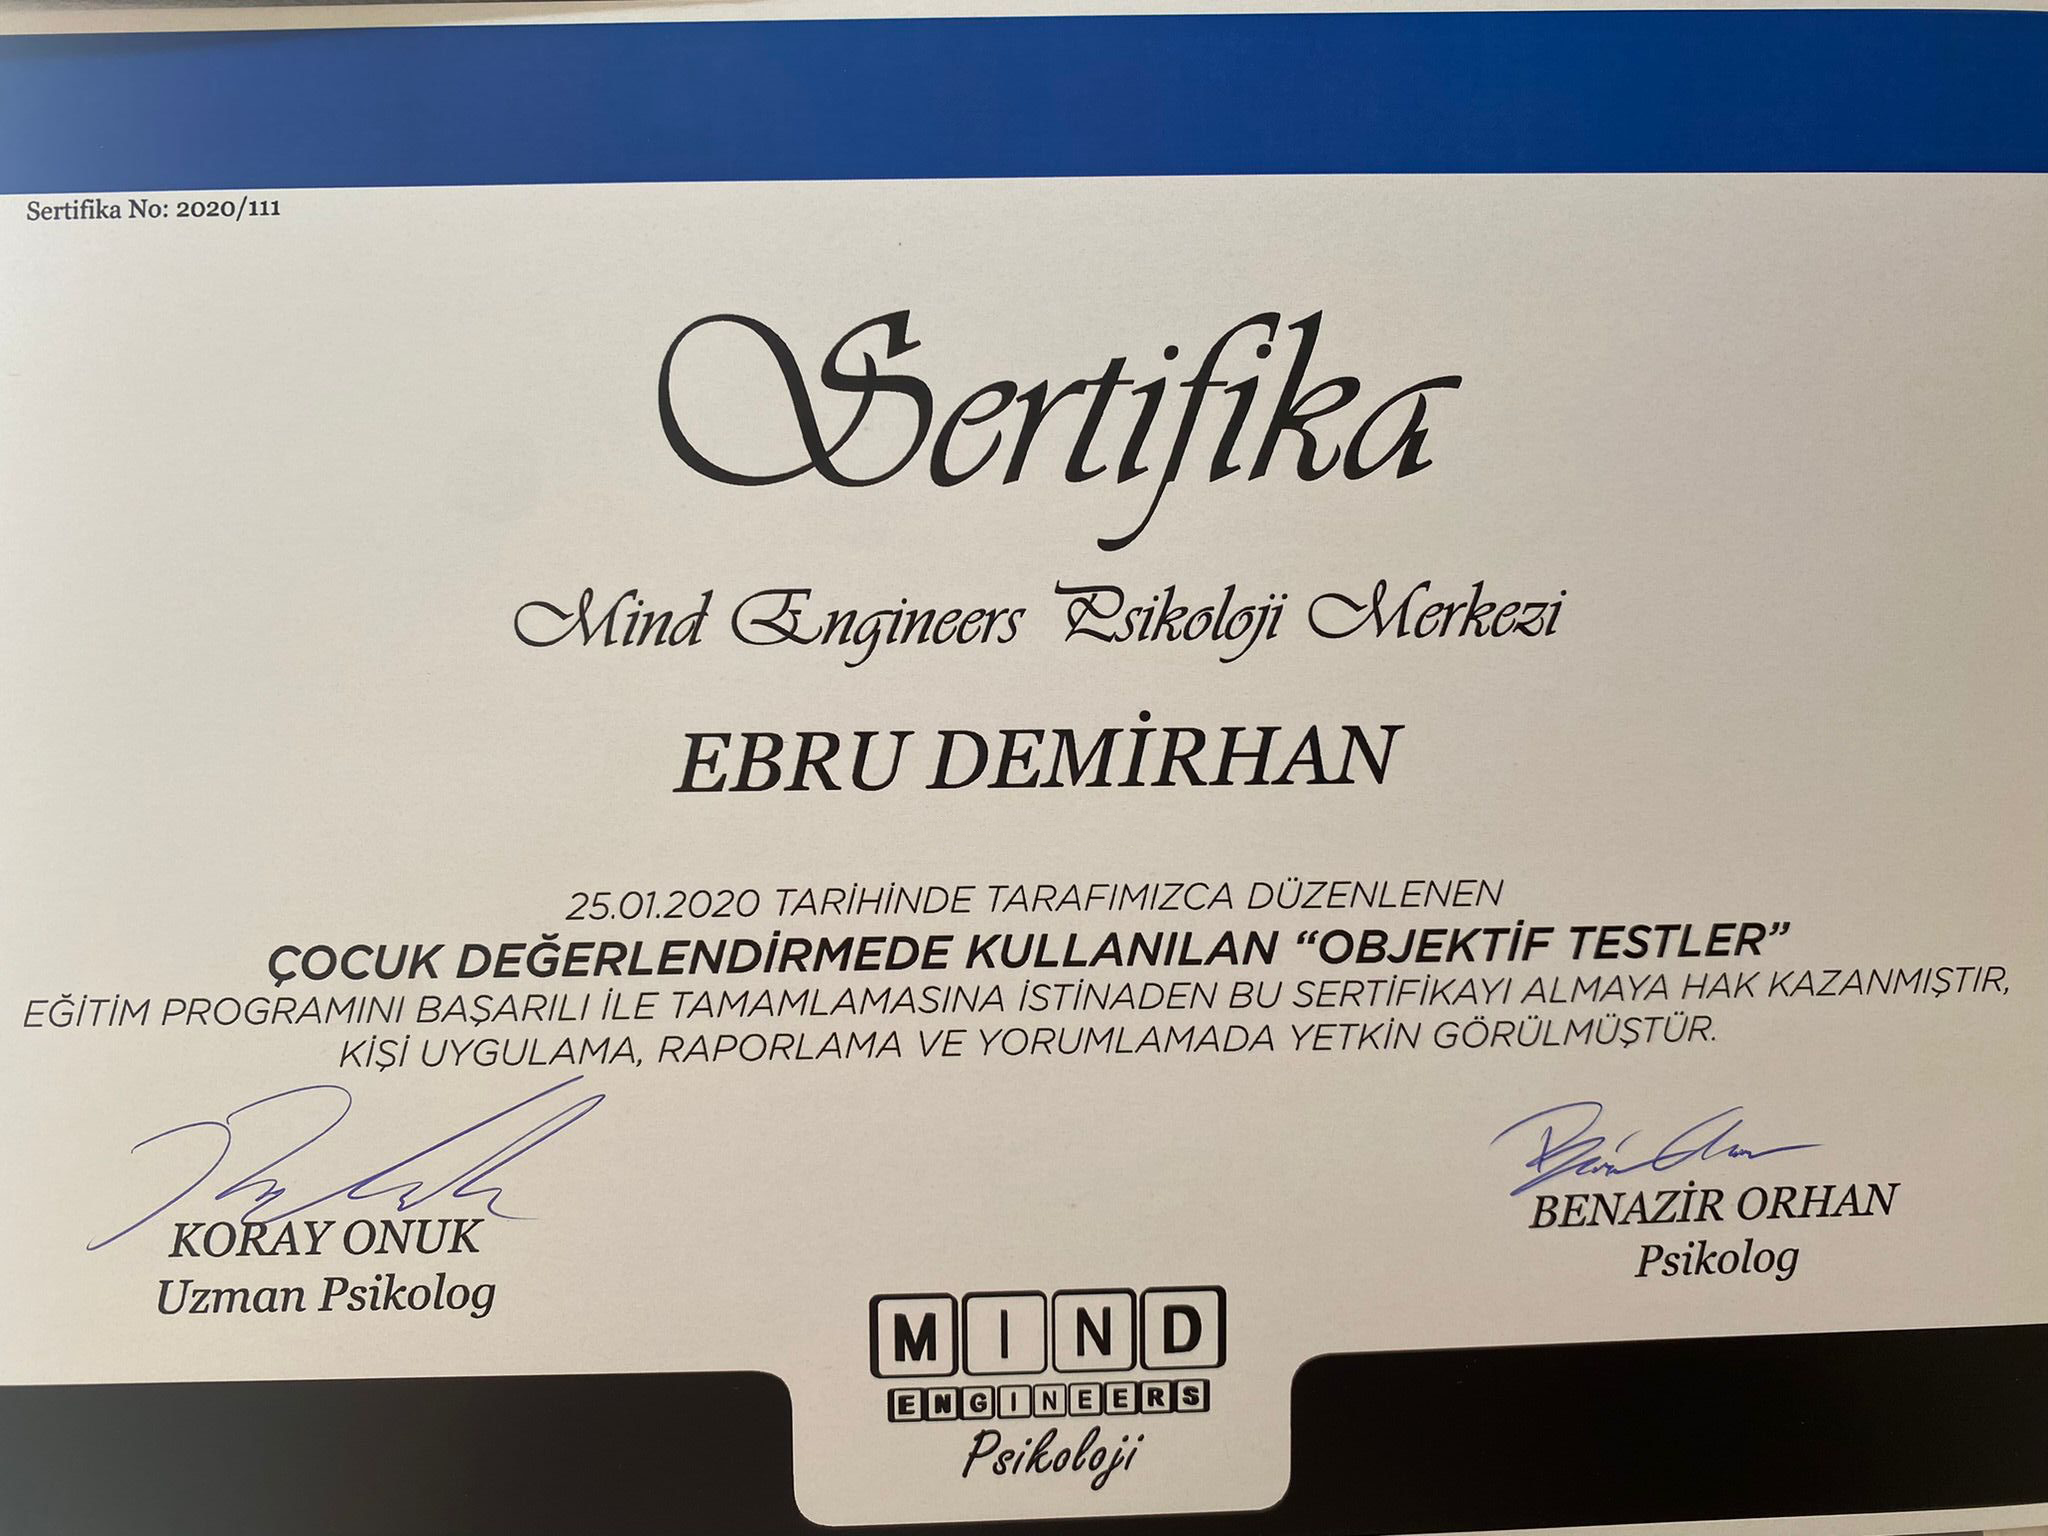 Sertifika No: 2020/111
Sertifika
Mind Engineers Psikoloji Merkezi
EBRU DEMİRHAN
25.01.2020 TARİHİNDE TARAFIMIZCA DÜZENLENEN
ÇOCUK DEĞERLENDİRMEDE KULLANILAN “OBJEKTİF TESTLER”
EĞİTİM PROGRAMINI BAŞARILI İLE TAMAMLAMASINA İSTİNADEN BU SERTİFİKAYI ALMAYA HAK KAZANMIŞTIR,
KİŞİ UYGULAMA, RAPORLAMA VE YORUMLAMADA YETKİN GÖRÜLMÜŞTÜR.
KORAY ONUK
Uzman Psikolog
BENAZİR ORHAN
Psikolog
MIND
ENGINEERS
Psikoloji